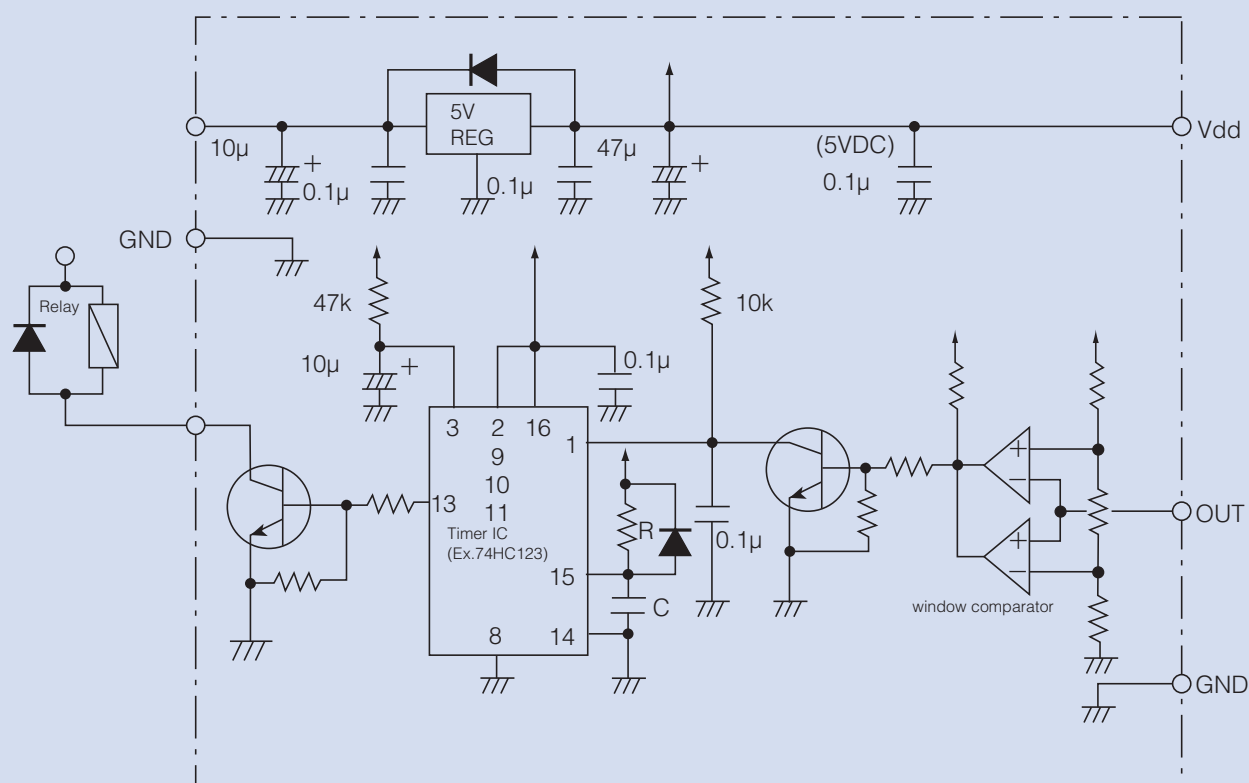 5V
REG
10µ
+
0.1µ
0.1µ
47µ
+
(5VDC)
0.1µ
Vdd
GND
Relay
47k
10µ
+
0.1µ
10k
3
2
16
1
9
10
11
13
Timer IC
(Ex.74HC123)
15
8
14
R
C
0.1µ
+
−
+
−
window comparator
OUT
GND